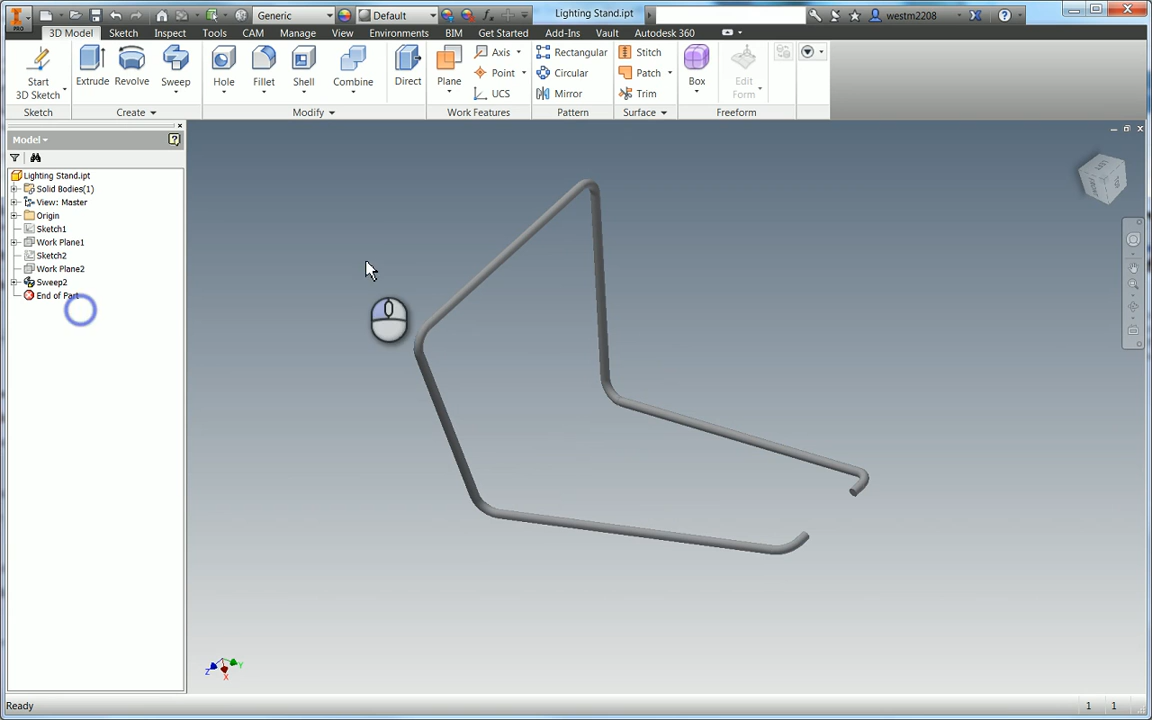 Generic
Default
Lighting Stand.ipt
westm2208
PRO
3D Model
Sketch
Inspect
Tools
CAM
Manage
View
Environments
BIM
Get Started
Add-Ins
Vault
Autodesk 360
Start
3D Sketch
Extrude
Revolve
Sweep
Hole
Fillet
Shell
Combine
Direct
Plane
Axis
Point
UCS
Rectangular
Circular
Mirror
Stitch
Patch
Trim
Box
Edit
Form
Sketch
Create
Modify
Work Features
Pattern
Surface
Freeform
Model
Lighting Stand.ipt
Solid Bodies(1)
View: Master
Origin
Sketch1
Work Plane1
Sketch2
Work Plane2
Sweep2
End of Part
Z
Y
X
Ready
1
1